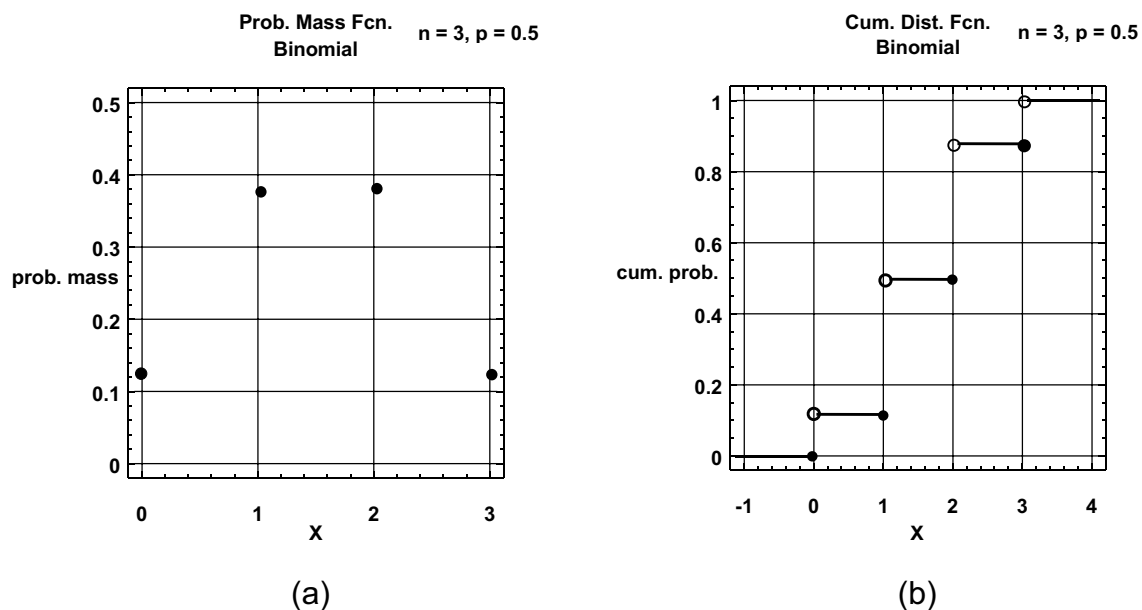 Prob. Mass Fcn.
Binomial
n = 3, p = 0.5
0.5
0.4
0.3
prob. mass
0.2
0.1
0
0 1 2 3
X
(a)
Cum. Dist. Fcn.
Binomial
n = 3, p = 0.5
1
0.8
0.6
cum. prob.
0.4
0.2
0
-1 0 1 2 3 4
X
(b)